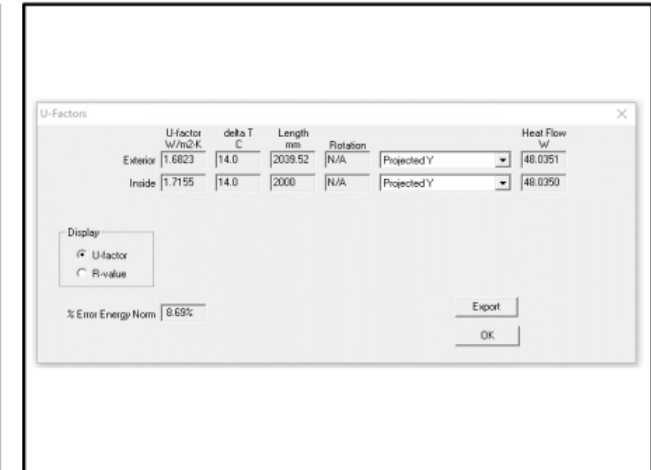 U-Factors
U-factor delta T Length Heat Flow
W/m2-K C mm Rotation W
Exterior 1.6823 14.0 2039.52 N/A Projected Y 48.0351
Inside 1.7155 14.0 2000 N/A Projected Y 48.0350
Display
U-factor
R-value
% Error Energy Norm 8.69%
Export
OK